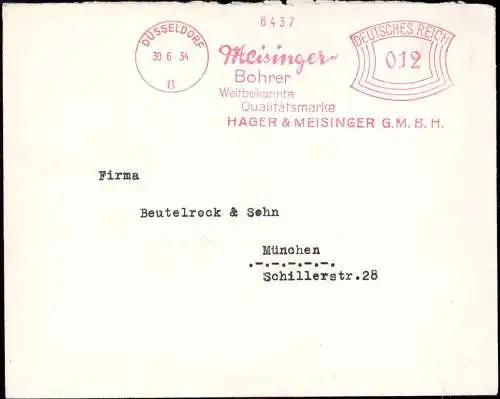 8437
DÜSSELDORF
30.6.34
6
Meisinger
Bohrer
Weltbekannte
Qualitätsmarke
HAGER & MEISINGER G.M.B.H.
DEUTSCHES REICH
012
Firma
Beutelrock & Sohn
München
Schillerstr.28